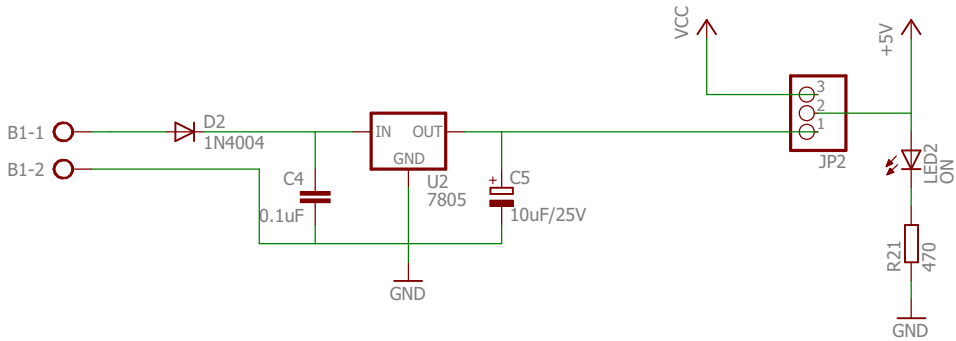 VCC
+5V
3
2
1
JP2
B1-1
B1-2
D2
1N4004
IN OUT
GND
U2
7805
C4
0.1uF
+
C5
10uF/25V
GND
LED2
ON
R21
470
GND